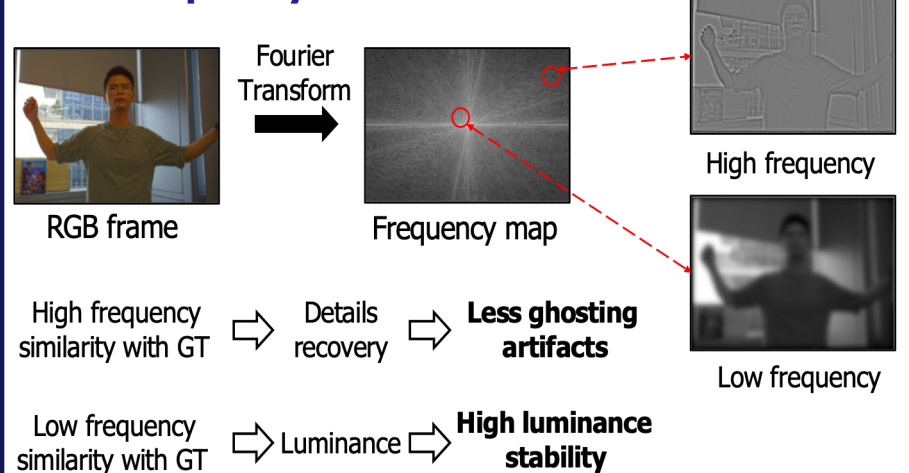 Fourier
Transform
RGB frame
Frequency map
High frequency
Low frequency
High frequency
similarity with GT
Details
recovery
Less ghosting
artifacts
Low frequency
similarity with GT
Luminance
High luminance
stability